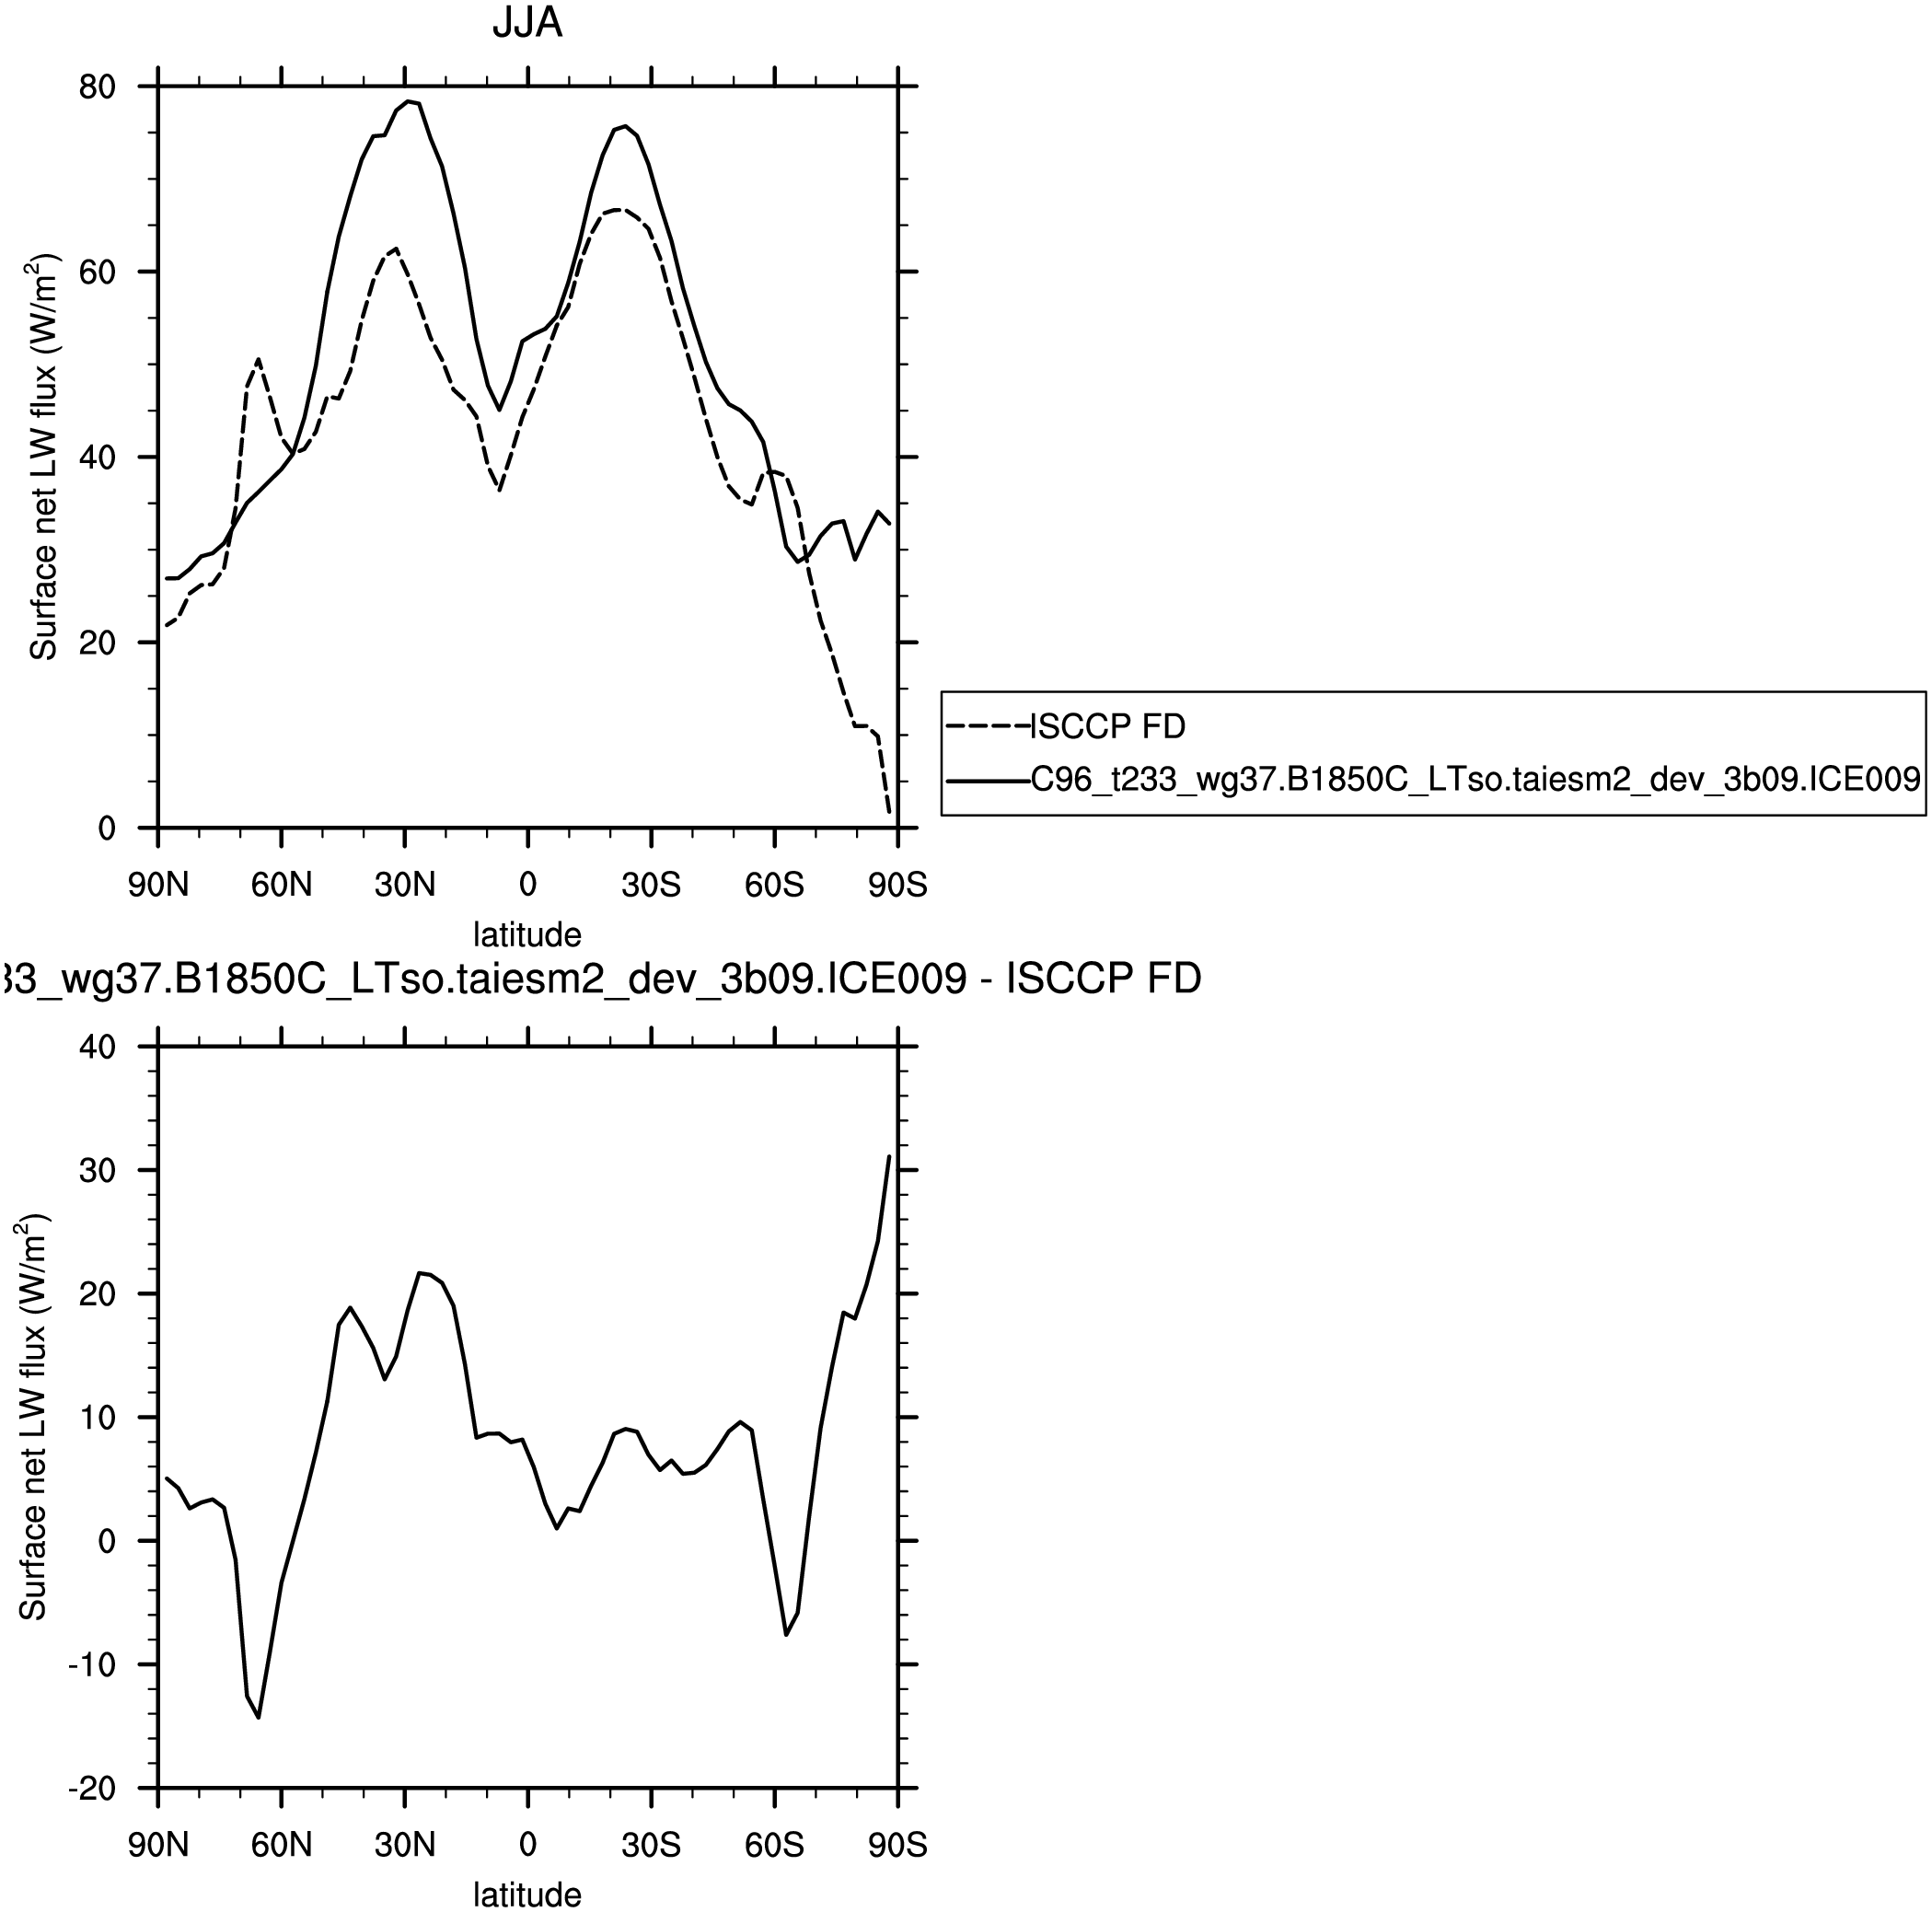 JJA
80
60
40
20
0
Surface net LW flux (W/m²)
90N 60N 30N 0 30S 60S 90S
latitude
ISCCP FD
C96_t233_wg37.B1850C_LTso.taiesm2_dev_3b09.ICE009
33_wg37.B1850C_LTso.taiesm2_dev_3b09.ICE009 - ISCCP FD
40
30
20
10
0
-10
-20
Surface net LW flux (W/m²)
90N 60N 30N 0 30S 60S 90S
latitude